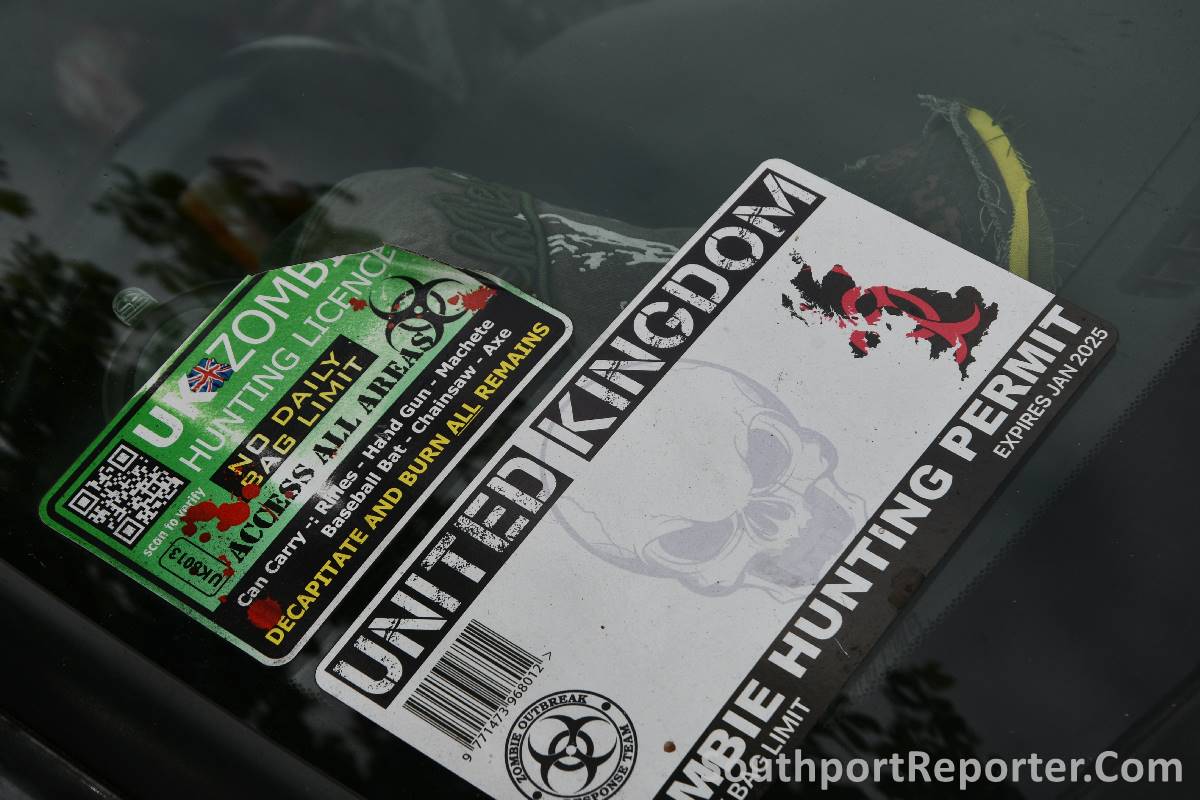 UK ZOMB
HUNTING LICENCE
NO DAILY
BAG LIMIT
ACCESS ALL AREAS
scan to verify
UK8013
Can Carry :: Rifles - Hand Gun - Machete
Baseball Bat - Chainsaw - Axe
DECAPITATE AND BURN ALL REMAINS
UNITED KINGDOM
9 771473 968012 >
ZOMBIE OUTBREAK
RESPONSE TEAM
MBIE HUNTING PERMIT
EXPIRES JAN 2025
BAG LIMIT
SouthportReporter.Com